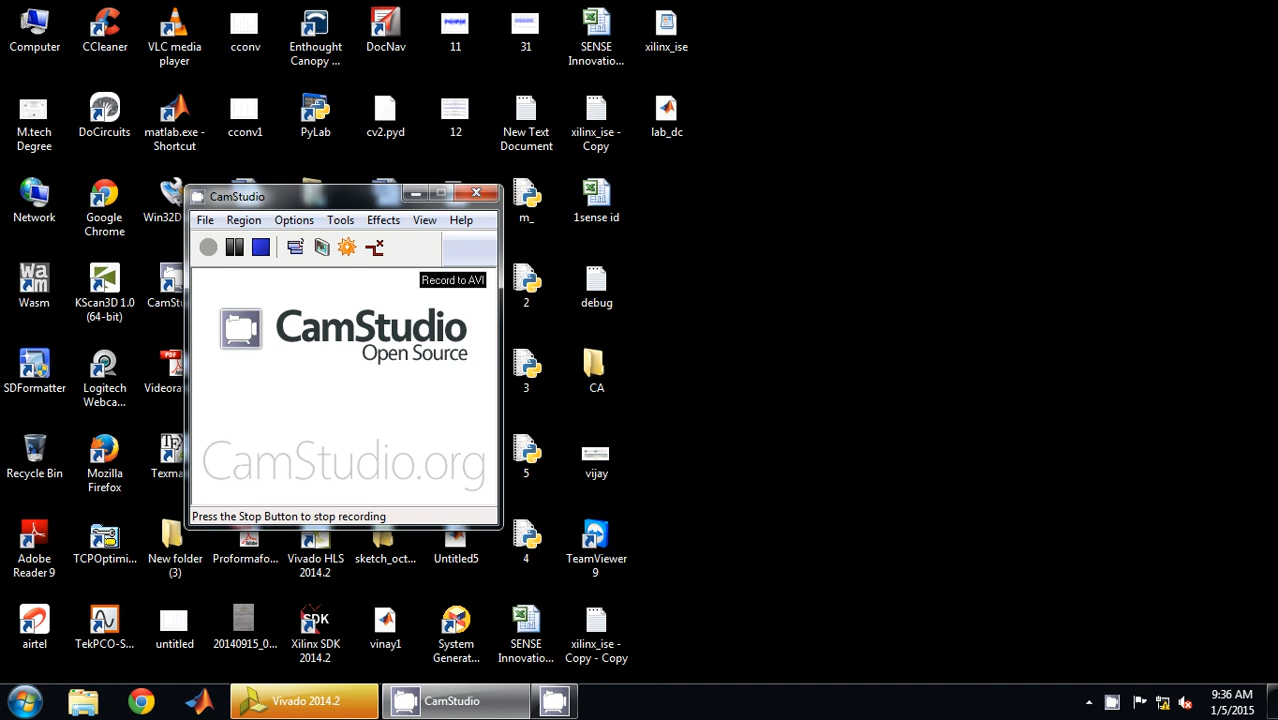 Computer
CCleaner
VLC media
player
cconv
Enthought
Canopy ...
DocNav
11
31
SENSE
Innovatio...
xilinx_ise
M.tech
Degree
DoCircuits
matlab.exe -
Shortcut
cconv1
PyLab
cv2.pyd
12
New Text
Document
xilinx_ise -
Copy
lab_dc
Network
Google
Chrome
Win32D
m_
1sense id
CamStudio
File Region Options Tools Effects View Help
Record to AVI
CamStudio
Open Source
CamStudio.org
Press the Stop Button to stop recording
Wasm
KScan3D 1.0
(64-bit)
CamStu
2
debug
SDFormatter
Logitech
Webca...
PDF
Videora
3
CA
Recycle Bin
Mozilla
Firefox
Texma
5
vijay
Adobe
Reader 9
TCPOptimi...
New folder
(3)
Proformafo...
Vivado HLS
2014.2
sketch_oct...
Untitled5
4
TeamViewer
9
airtel
TekPCO-S...
untitled
20140915_0...
SDK
Xilinx SDK
2014.2
vinay1
System
Generat...
SENSE
Innovatio...
xilinx_ise -
Copy - Copy
Vivado 2014.2
CamStudio
9:36 AM
1/5/2015